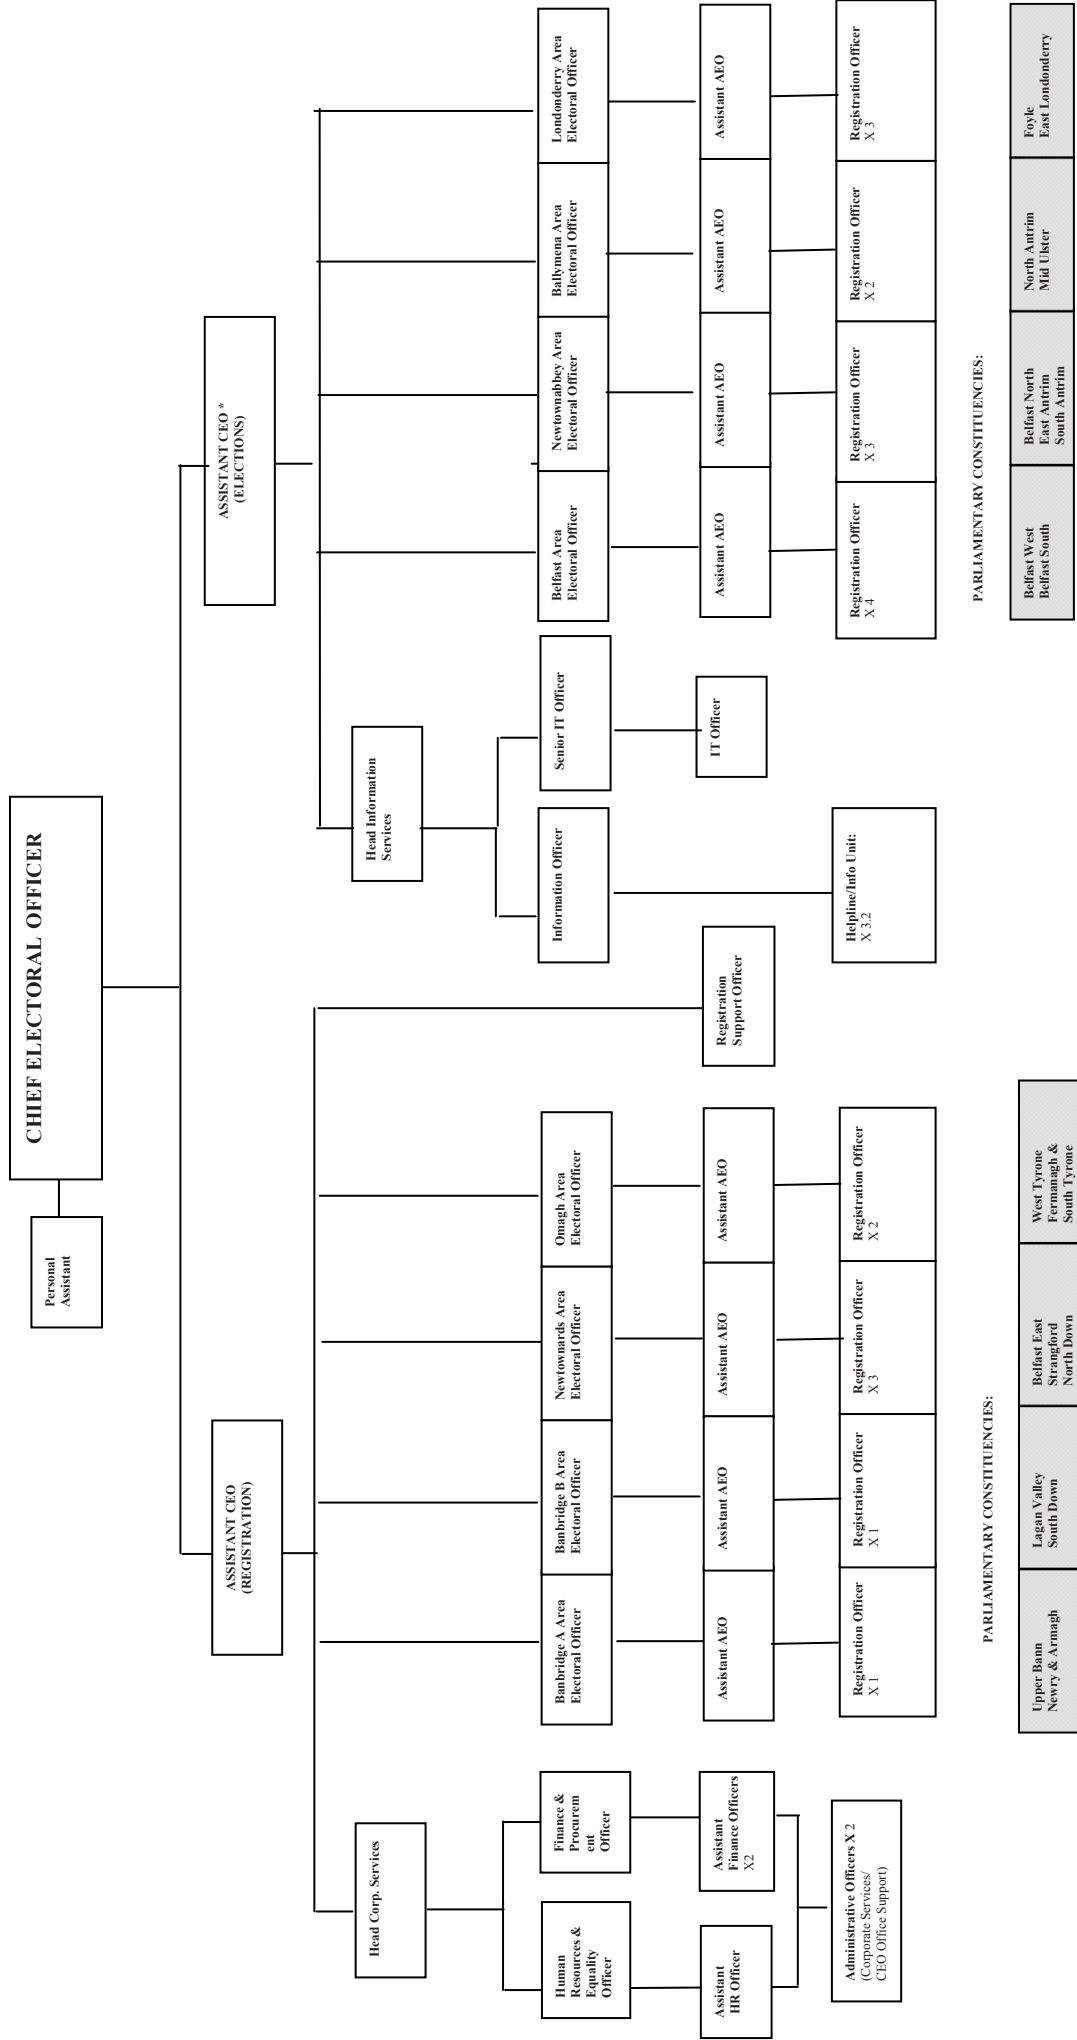 CHIEF ELECTORAL OFFICER
Personal
Assistant
ASSISTANT CEO
(REGISTRATION)
ASSISTANT CEO *
(ELECTIONS)
Head Corp. Services
Head Information
Services
Human
Resources &
Equality
Officer
Finance &
Procurem
ent
Officer
Banbridge A Area
Electoral Officer
Banbridge B Area
Electoral Officer
Newtownards Area
Electoral Officer
Omagh Area
Electoral Officer
Information Officer
Senior IT Officer
Belfast Area
Electoral Officer
Newtownabbey Area
Electoral Officer
Ballymena Area
Electoral Officer
Londonderry Area
Electoral Officer
Assistant
HR Officer
Assistant
Finance Officers
X2
Assistant AEO
Assistant AEO
Assistant AEO
Assistant AEO
Registration
Support Officer
IT Officer
Assistant AEO
Assistant AEO
Assistant AEO
Assistant AEO
Administrative Officers X 2
(Corporate Services/
CEO Office Support)
Registration Officer
X 1
Registration Officer
X 1
Registration Officer
X 3
Registration Officer
X 2
Helpline/Info Unit:
X 3.2
Registration Officer
X 4
Registration Officer
X 3
Registration Officer
X 2
Registration Officer
X 3
PARLIAMENTARY CONSTITUENCIES:
PARLIAMENTARY CONSTITUENCIES:
Upper Bann
Newry & Armagh
Lagan Valley
South Down
Belfast East
Strangford
North Down
West Tyrone
Fermanagh &
South Tyrone
Belfast West
Belfast South
Belfast North
East Antrim
South Antrim
North Antrim
Mid Ulster
Foyle
East Londonderry